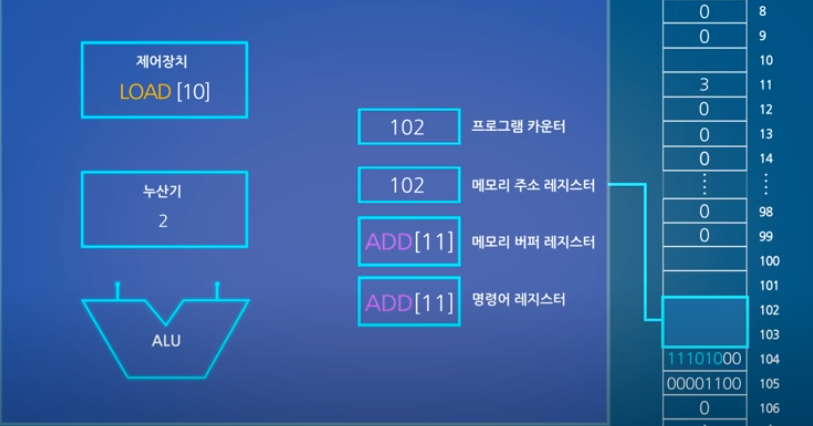 제어장치
LOAD [10]
누산기
2
ALU
102 프로그램 카운터
102 메모리 주소 레지스터
ADD[11] 메모리 버퍼 레지스터
ADD[11] 명령어 레지스터
0 8
0 9
10
3 11
0 12
0 13
0 14
0 98
0 99
100
101
102
103
11101000 104
00001100 105
0 106